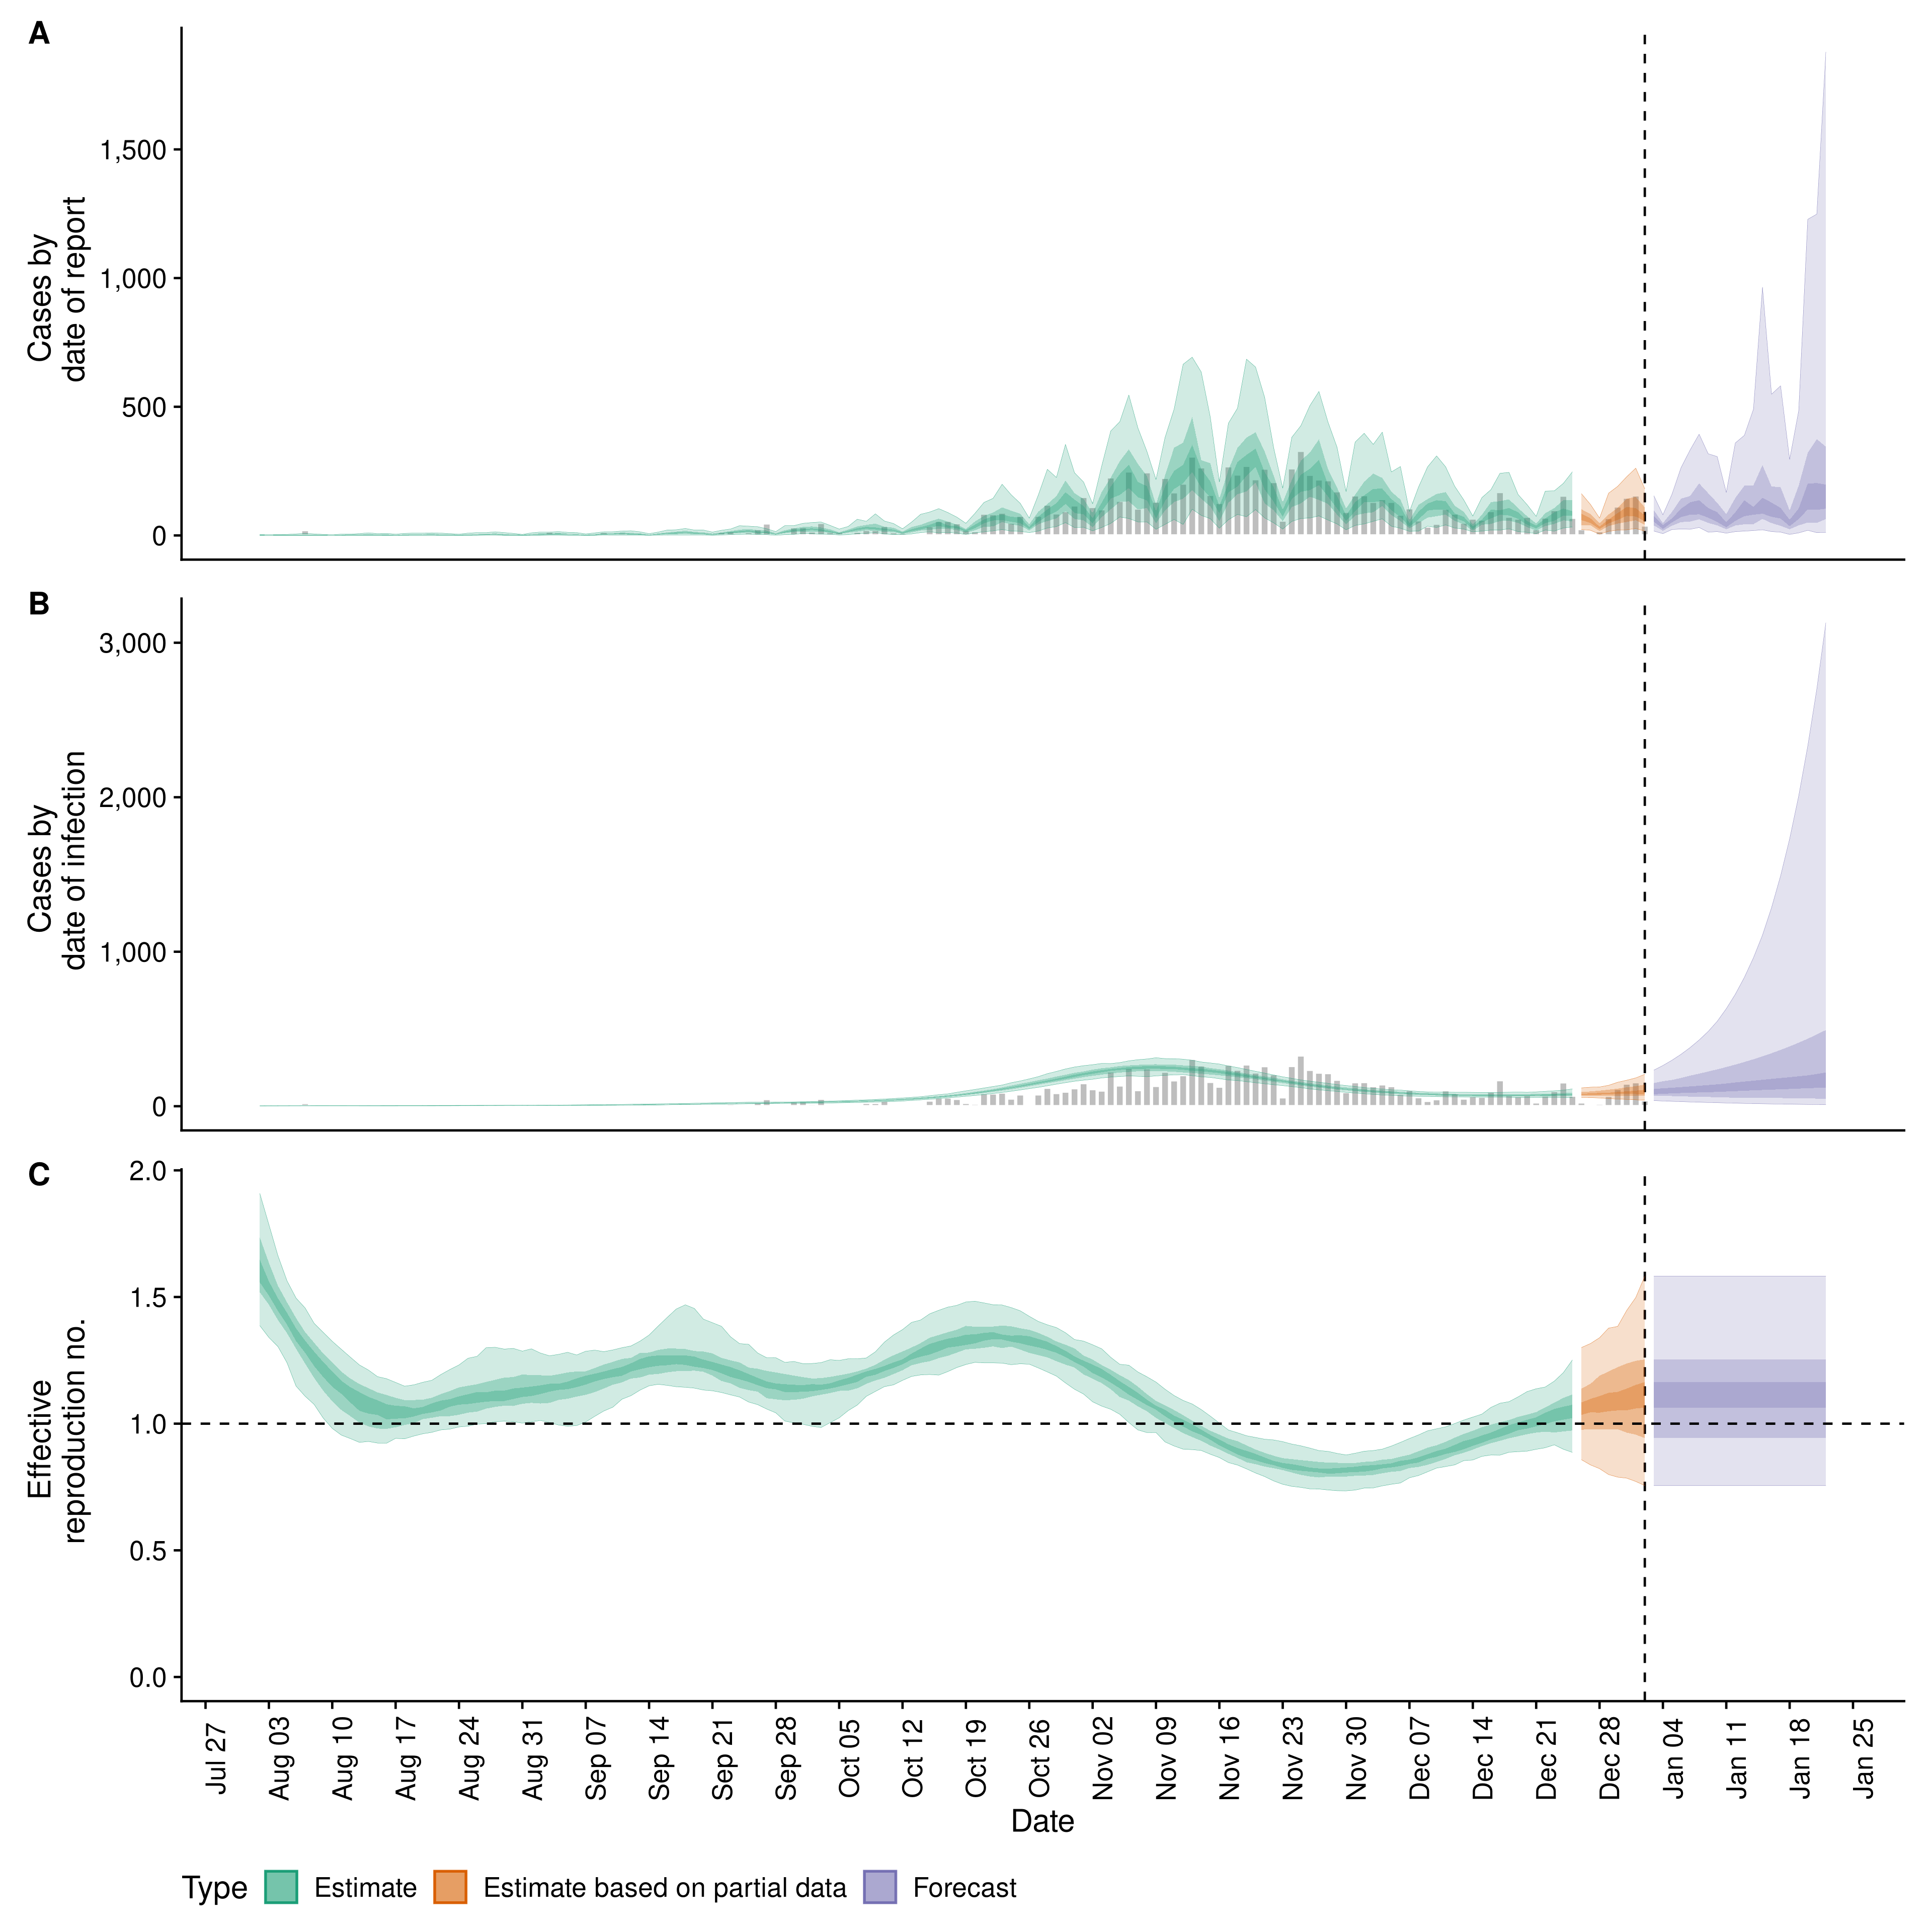 A
Cases by
date of report
1,500
1,000
500
0
B
Cases by
date of infection
3,000
2,000
1,000
0
C
Effective
reproduction no.
2.0
1.5
1.0
0.5
0.0
Jul 27
Aug 03
Aug 10
Aug 17
Aug 24
Aug 31
Sep 07
Sep 14
Sep 21
Sep 28
Oct 05
Oct 12
Oct 19
Oct 26
Nov 02
Nov 09
Nov 16
Nov 23
Nov 30
Dec 07
Dec 14
Dec 21
Dec 28
Jan 04
Jan 11
Jan 18
Jan 25
Date
Type Estimate Estimate based on partial data Forecast